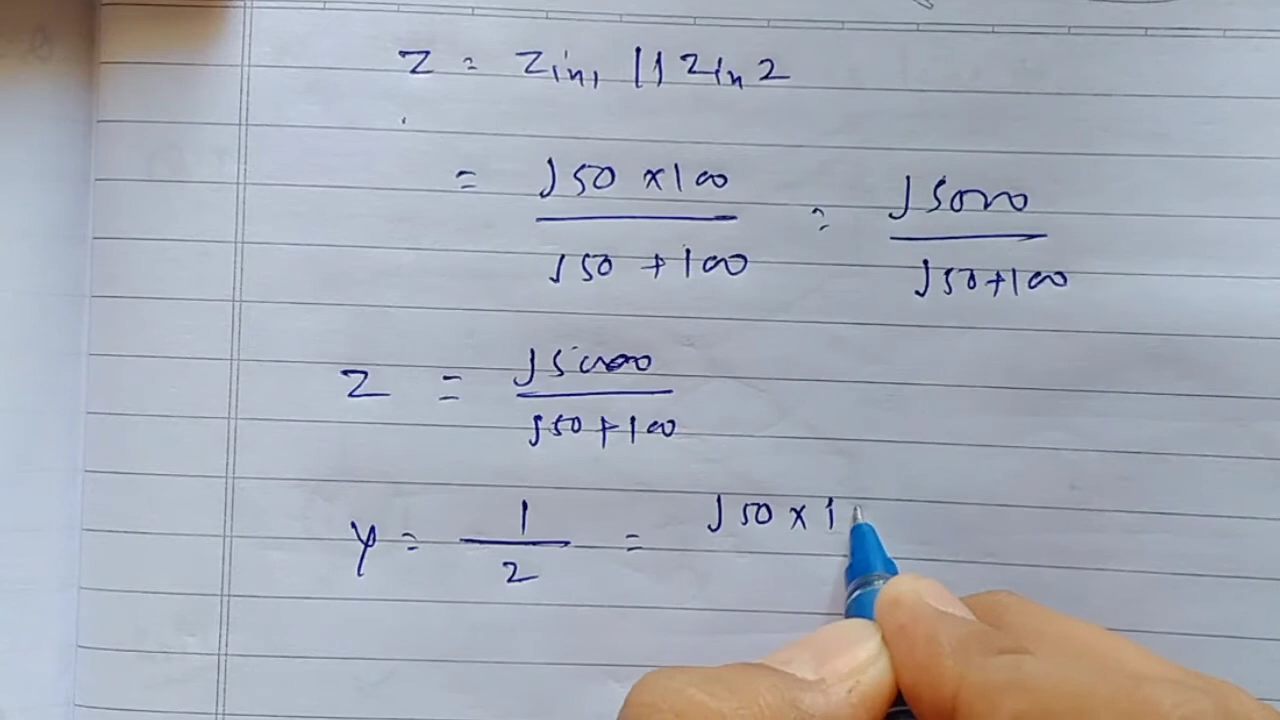 Z = Zin1 || Zin2
= J50 x 100 / J50 + 100 = J5000 / J50+100
Z = J5000 / J50+100
Y = 1 / Z = J50 x 1